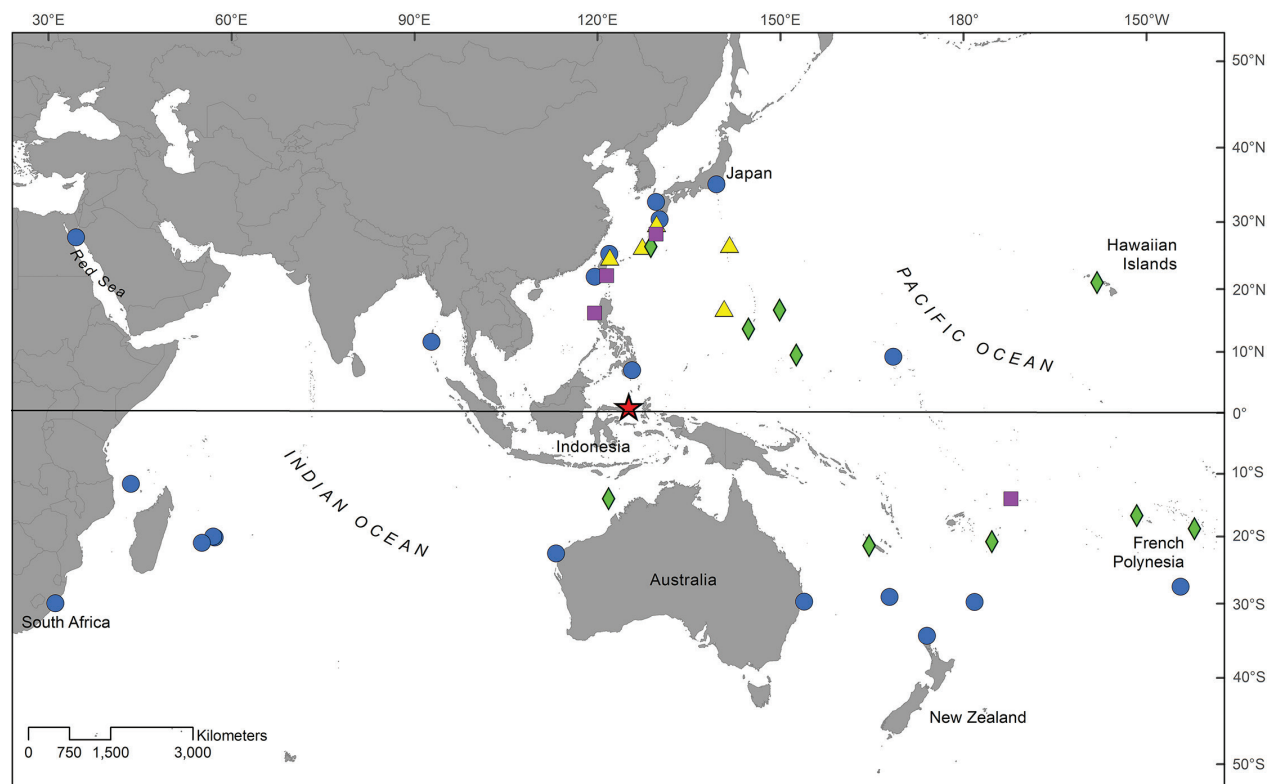 30°E 60°E 90°E 120°E 150°E 180° 150°W
50°N
40°N
Japan
30°N
Hawaiian
Islands
Red Sea
PACIFIC OCEAN
20°N
10°N
0°
Indonesia
INDIAN OCEAN
10°S
20°S
French
Polynesia
Australia
30°S
South Africa
40°S
New Zealand
Kilometers
0 750 1,500 3,000
50°S